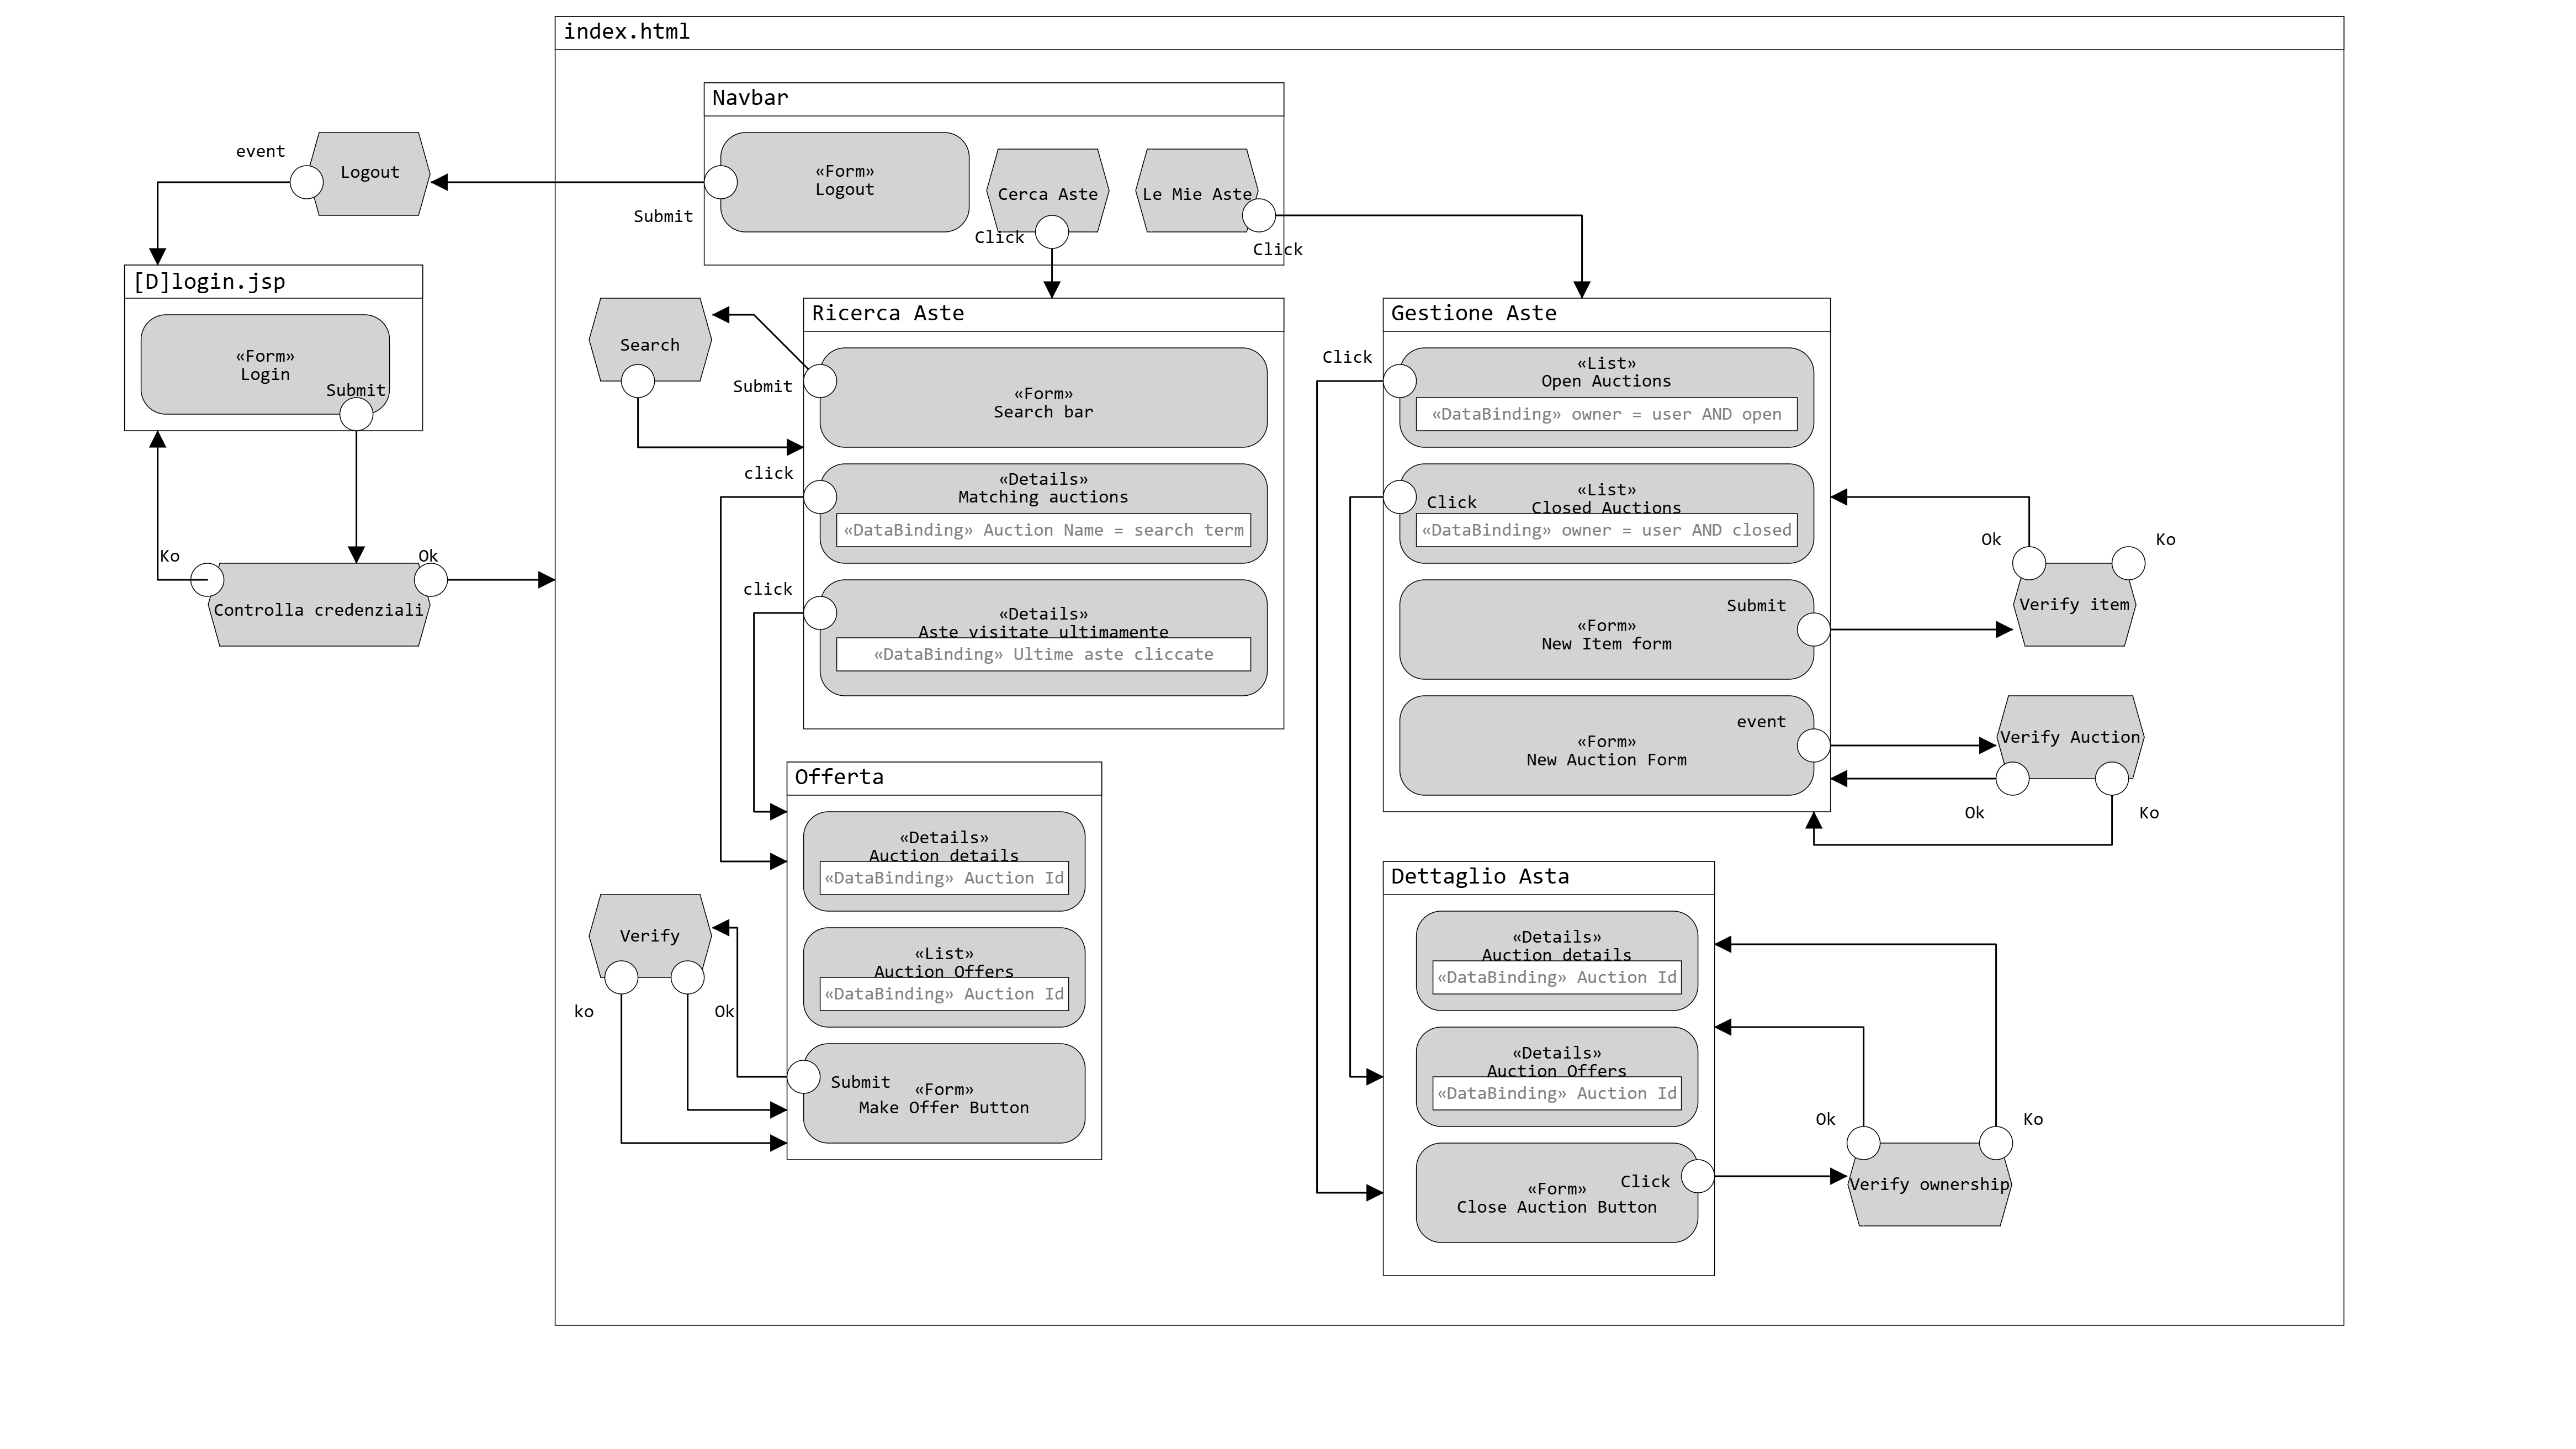 index.html
Navbar
event
Logout
«Form»
Logout
Submit
Cerca Aste
Click
Le Mie Aste
Click
[D]login.jsp
«Form»
Login
Submit
Ko
Ok
Controlla credenziali
Search
Ricerca Aste
Submit
«Form»
Search bar
click
«Details»
Matching auctions
«DataBinding» Auction Name = search term
click
«Details»
Aste visitate ultimamente
«DataBinding» Ultime aste cliccate
Gestione Aste
Click
«List»
Open Auctions
«DataBinding» owner = user AND open
Click
«List»
Closed Auctions
«DataBinding» owner = user AND closed
Submit
«Form»
New Item form
Ok
Ko
Verify item
event
«Form»
New Auction Form
Verify Auction
Ok
Ko
Offerta
«Details»
Auction details
«DataBinding» Auction Id
«List»
Auction Offers
«DataBinding» Auction Id
Submit
«Form»
Make Offer Button
Verify
ko
Ok
Dettaglio Asta
«Details»
Auction details
«DataBinding» Auction Id
«Details»
Auction Offers
«DataBinding» Auction Id
Click
«Form»
Close Auction Button
Ok
Ko
Verify ownership